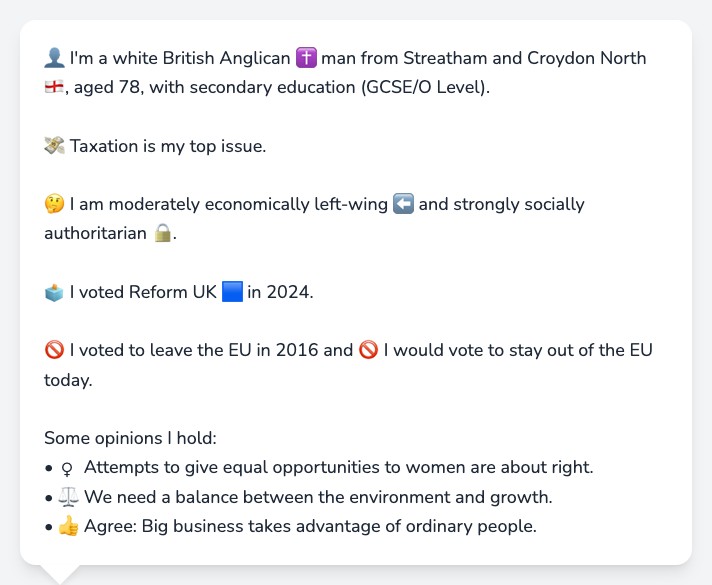 👤 I'm a white British Anglican ✝️ man from Streatham and Croydon North
🏴󠁧󠁢󠁥󠁮󠁧󠁿, aged 78, with secondary education (GCSE/O Level).
💸 Taxation is my top issue.
🤔 I am moderately economically left-wing ⬅️ and strongly socially
authoritarian 🔒.
🗳️ I voted Reform UK 🟦 in 2024.
🚫 I voted to leave the EU in 2016 and 🚫 I would vote to stay out of the EU
today.
Some opinions I hold:
• ♀ Attempts to give equal opportunities to women are about right.
• ⚖️ We need a balance between the environment and growth.
• 👍 Agree: Big business takes advantage of ordinary people.